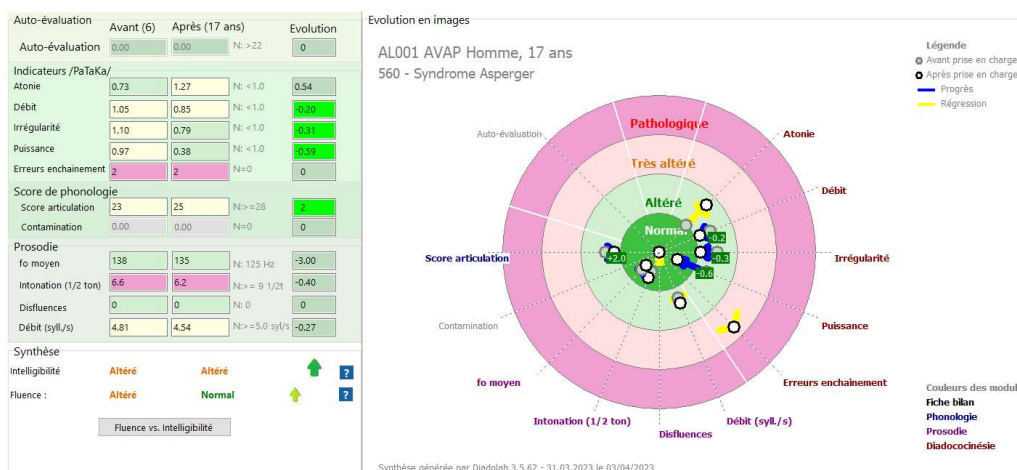 Auto-évaluation
Avant (6) Après (17 ans) Evolution
Auto-évaluation 0.00 0.00 N: >22 0
Indicateurs /PaTaKa/
Atonie 0.73 1.27 N: <1.0 0.54
Débit 1.05 0.85 N: <1.0 -0.20
Irrégularité 1.10 0.79 N: <1.0 -0.31
Puissance 0.97 0.38 N: <1.0 -0.59
Erreurs enchainement 2 2 N=0 0
Score de phonologie
Score articulation 23 25 N:>=28 2
Contamination 0.00 0.00 N=0 0
Prosodie
fo moyen 138 135 N: 125 Hz -3.00
Intonation (1/2 ton) 6.6 6.2 N:>= 9 1/2t -0.40
Disfluences 0 0 N: 0 0
Débit (syll./s) 4.81 4.54 N:>=5.0 syl/s -0.27
Synthèse
Intelligibilité Altéré Altéré ?
Fluence : Altéré Normal ?
Fluence vs. Intelligibilité
Evolution en images
AL001 AVAP Homme, 17 ans
560 - Syndrome Asperger
Légende
Avant prise en charge
Après prise en charge
Progrès
Régression
Pathologique
Auto-évaluation
Atonie
Très altéré
Débit
Altéré
Normal
-0.2
Score articulation
+2.0
-0.3
Irrégularité
-0.6
Contamination
Puissance
fo moyen
Erreurs enchainement
Intonation (1/2 ton)
Débit (syll./s)
Disfluences
Couleurs des modul
Fiche bilan
Phonologie
Prosodie
Diadococinésie
Synthèse générée par Diadolab 3.5.62 - 31.03.2023 le 03/04/2023